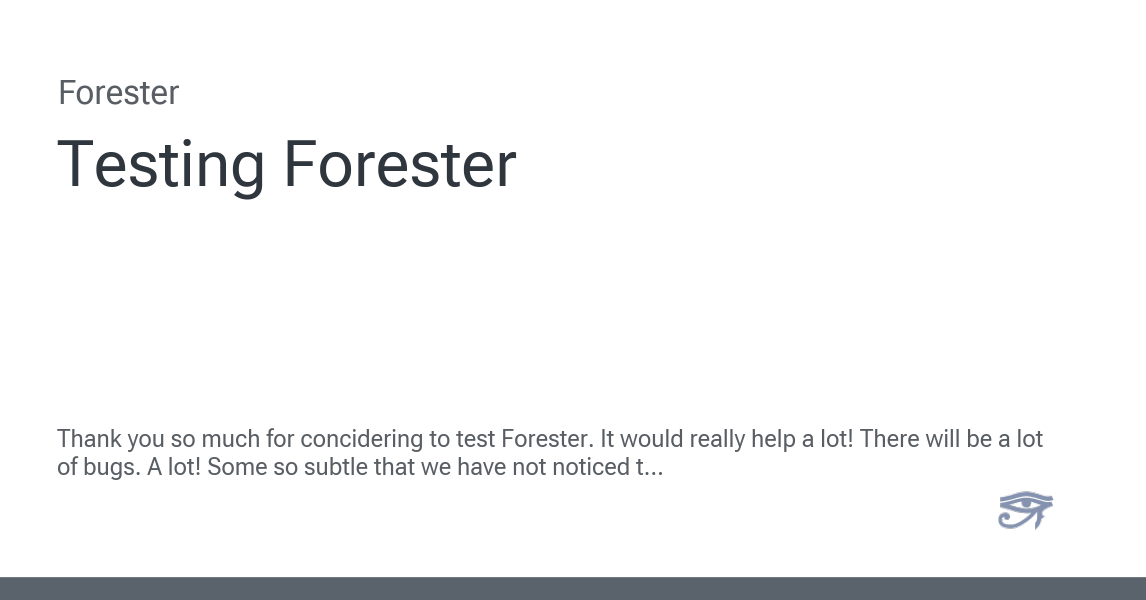 Forester
Testing Forester
Thank you so much for concidering to test Forester. It would really help a lot! There will be a lot
of bugs. A lot! Some so subtle that we have not noticed t...